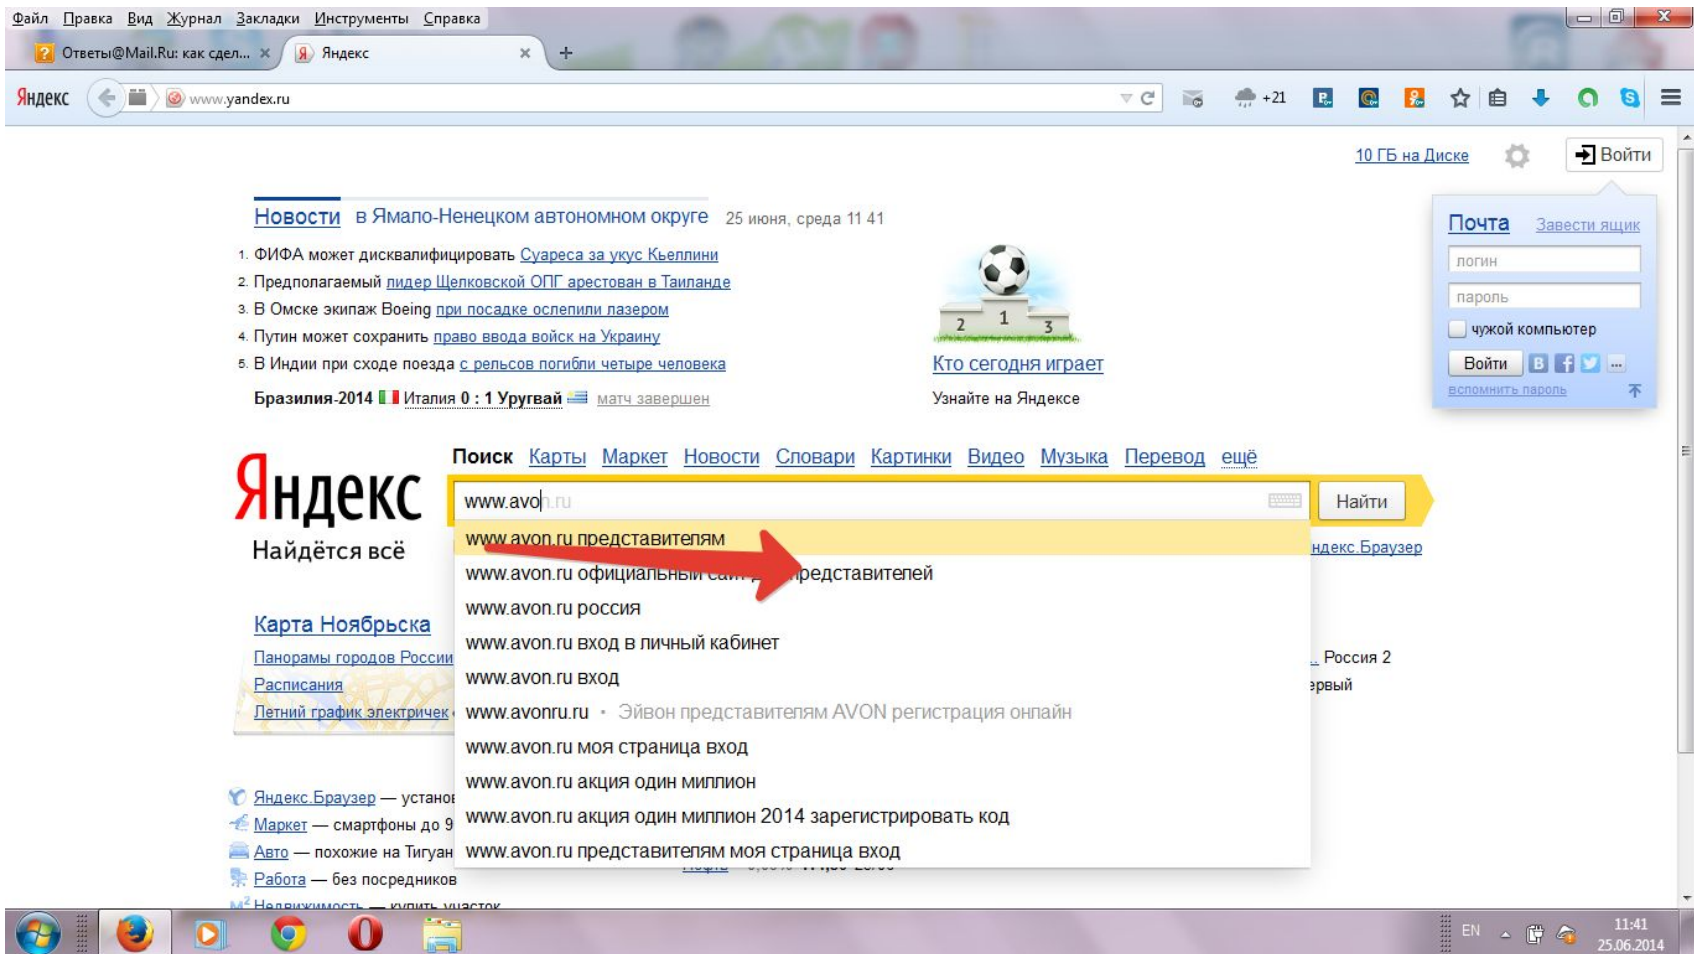 Файл Правка Вид Журнал Закладки Инструменты Справка
Ответы@Mail.Ru: как сдел... Яндекс
Яндекс www.yandex.ru +21
10 ГБ на Диске Войти
Новости в Ямало-Ненецком автономном округе 25 июня, среда 11 41
1. ФИФА может дисквалифицировать Суареса за укус Кьеллини
2. Предполагаемый лидер Щелковской ОПГ арестован в Таиланде
3. В Омске экипаж Boeing при посадке ослепили лазером
4. Путин может сохранить право ввода войск на Украину
5. В Индии при сходе поезда с рельсов погибли четыре человека
Бразилия-2014 Италия 0 : 1 Уругвай матч завершен
2 1 3
Кто сегодня играет
Узнайте на Яндексе
Почта Завести ящик
логин
пароль
чужой компьютер
Войти
вспомнить пароль
Поиск Карты Маркет Новости Словари Картинки Видео Музыка Перевод ещё
Яндекс
www.avon.ru Найти
Найдётся всё
www.avon.ru представителям
ндекс.Браузер
www.avon.ru официальный сайт представителей
www.avon.ru россия
www.avon.ru вход в личный кабинет
www.avon.ru вход
www.avonru.ru · Эйвон представителям AVON регистрация онлайн
www.avon.ru моя страница вход
www.avon.ru акция один миллион
www.avon.ru акция один миллион 2014 зарегистрировать код
www.avon.ru представителям моя страница вход
Карта Ноябрьска
Панорамы городов России
Расписания
Летний график электричек
.. Россия 2
ервый
Яндекс.Браузер — устано
Маркет — смартфоны до 9
Авто — похожие на Тигуан
Работа — без посредников
Недвижимость — купить участок
EN
11:41
25.06.2014